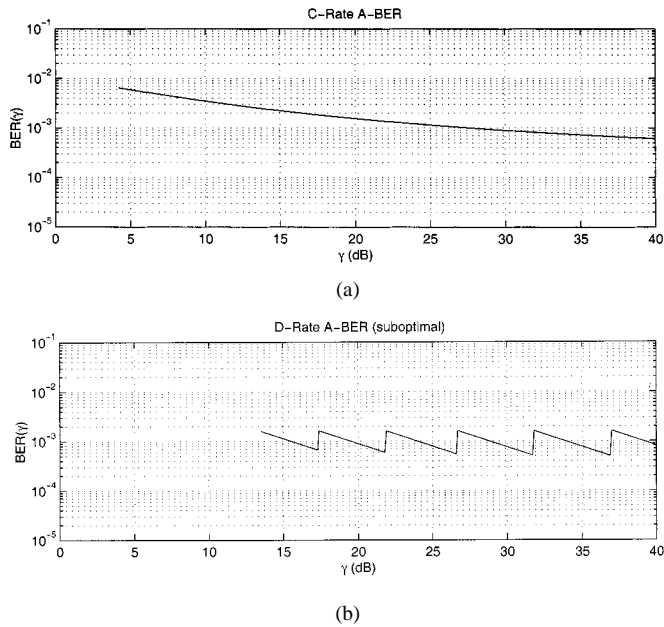 C-Rate A-BER
10^-1
10^-2
10^-3
10^-4
10^-5
BER(γ)
0 5 10 15 20 25 30 35 40
γ (dB)
(a)
D-Rate A-BER (suboptimal)
10^-1
10^-2
10^-3
10^-4
10^-5
BER(γ)
0 5 10 15 20 25 30 35 40
γ (dB)
(b)